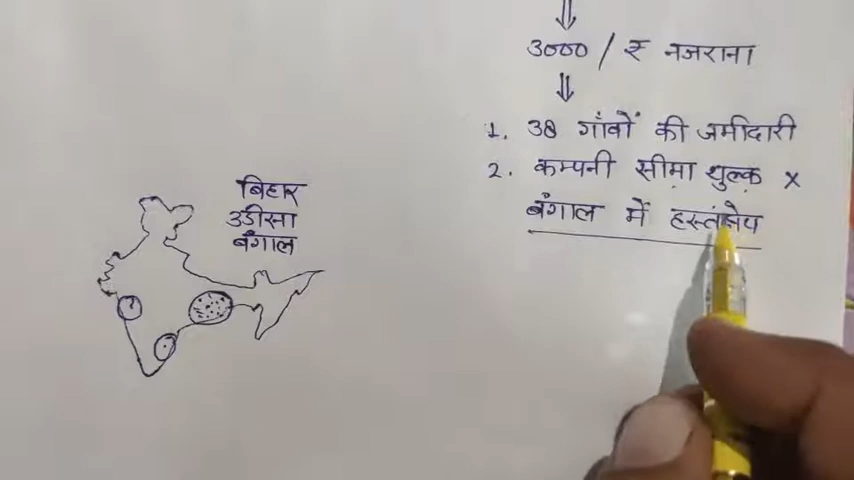 3000 / ₹ नजराना
1. 38 गाँवों की जमींदारी
2. कम्पनी सीमा शुल्क ×
बंगाल में हस्तक्षेप
बिहार
उडीसा
बंगाल